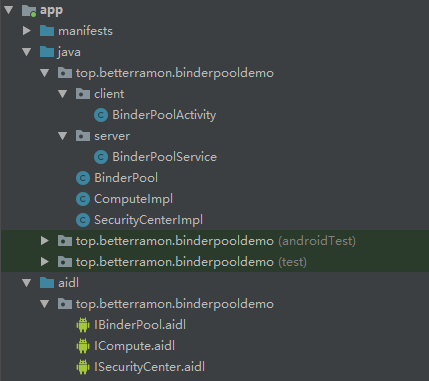 app
manifests
java
top.betterramon.binderpooldemo
client
BinderPoolActivity
server
BinderPoolService
BinderPool
ComputeImpl
SecurityCenterImpl
top.betterramon.binderpooldemo (androidTest)
top.betterramon.binderpooldemo (test)
aidl
top.betterramon.binderpooldemo
IBinderPool.aidl
ICompute.aidl
ISecurityCenter.aidl